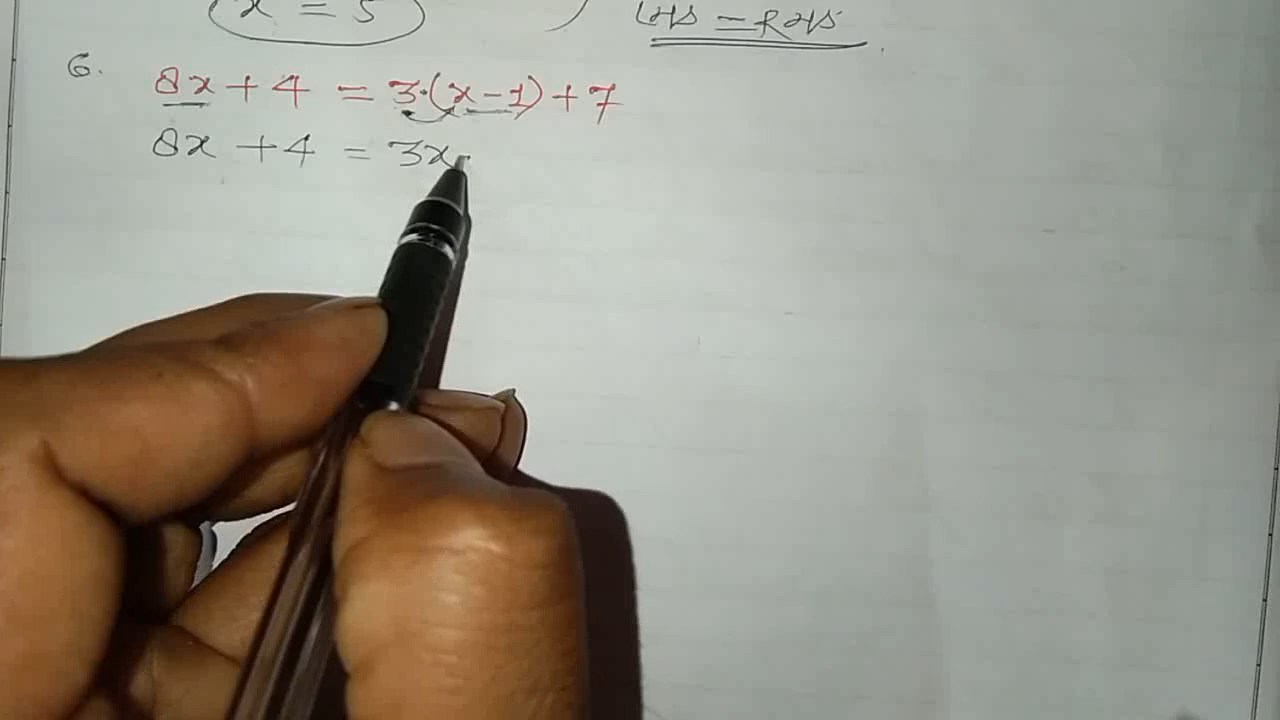 x = 5
LHS = RHS
6. 8x + 4 = 3·(x - 1) + 7
8x + 4 = 3x